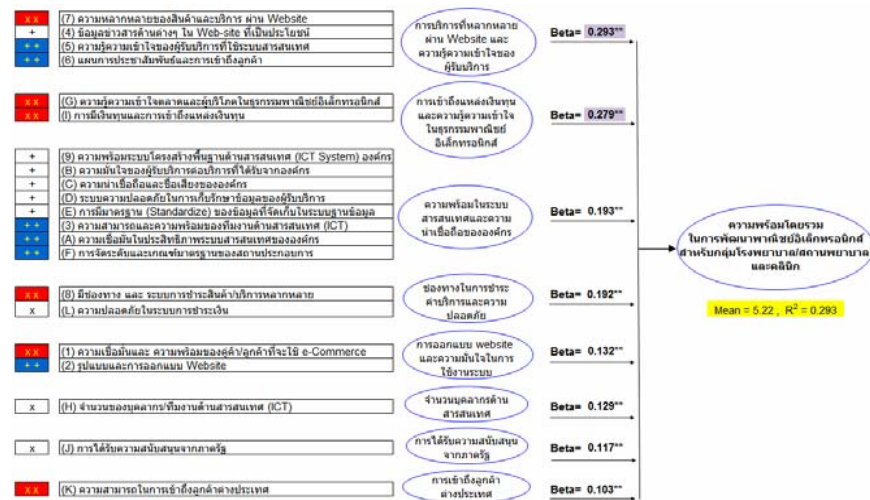 x x (7) ความหลากหลายของสินค้าและบริการ ผ่าน Website
+ (4) ข้อมูลข่าวสารด้านต่างๆ ใน Web-site ที่เป็นประโยชน์
+ + (5) ความรู้ความเข้าใจของผู้รับบริการที่ใช้ระบบสารสนเทศ
+ + (6) แผนการประชาสัมพันธ์และการเข้าถึงลูกค้า
การบริการที่หลากหลาย
ผ่าน Website และ
ความรู้ความเข้าใจของ
ผู้รับบริการ
Beta= 0.293**
x x (G) ความรู้ความเข้าใจตลาดและผู้บริโภคในธุรกรรมพาณิชย์อิเล็กทรอนิกส์
x x (I) การมีเงินทุนและการเข้าถึงแหล่งเงินทุน
การเข้าถึงแหล่งเงินทุน
และความรู้ความเข้าใจ
ในธุรกรรมพาณิชย์
อิเล็กทรอนิกส์
Beta= 0.279**
+ (9) ความพร้อมระบบโครงสร้างพื้นฐานด้านสารสนเทศ (ICT System) องค์กร
+ (B) ความมั่นใจของผู้รับบริการต่อบริการที่ได้รับจากองค์กร
+ (C) ความน่าเชื่อถือและชื่อเสียงขององค์กร
+ (D) ระบบความปลอดภัยในการเก็บรักษาข้อมูลของผู้รับบริการ
+ (E) การมีมาตรฐาน (Standardize) ของข้อมูลที่จัดเก็บในระบบฐานข้อมูล
+ + (3) ความสามารถและความพร้อมของทีมงานด้านสารสนเทศ (ICT)
+ + (A) ความเชื่อมั่นในประสิทธิภาพระบบสารสนเทศขององค์กร
+ + (F) การจัดระดับและเกณฑ์มาตรฐานของสถานประกอบการ
ความพร้อมในระบบ
สารสนเทศและความ
น่าเชื่อถือขององค์กร
Beta= 0.193**
x x (8) มีช่องทาง และ ระบบการชำระสินค้า/บริการหลากหลาย
x (L) ความปลอดภัยในระบบการชำระเงิน
ช่องทางในการชำระ
ค่าบริการและความ
ปลอดภัย
Beta= 0.192**
x x (1) ความเชื่อมั่นและ ความพร้อมของคู่ค้า/ลูกค้าที่จะใช้ e-Commerce
+ + (2) รูปแบบและการออกแบบ Website
การออกแบบ website
และความมั่นใจในการ
ใช้งานระบบ
Beta= 0.132**
x (H) จำนวนของบุคลากร/ทีมงานด้านสารสนเทศ (ICT)
จำนวนบุคลากรด้าน
สารสนเทศ
Beta= 0.129**
x (J) การได้รับความสนับสนุนจากภาครัฐ
การได้รับความสนับสนุน
จากภาครัฐ
Beta= 0.117**
x x (K) ความสามารถในการเข้าถึงลูกค้าต่างประเทศ
การเข้าถึงลูกค้า
ต่างประเทศ
Beta= 0.103**
ความพร้อมโดยรวม
ในการพัฒนาพาณิชย์อิเล็กทรอนิกส์
สำหรับกลุ่มโรงพยาบาล/สถานพยาบาล
และคลินิก
Mean = 5.22 , R² = 0.293